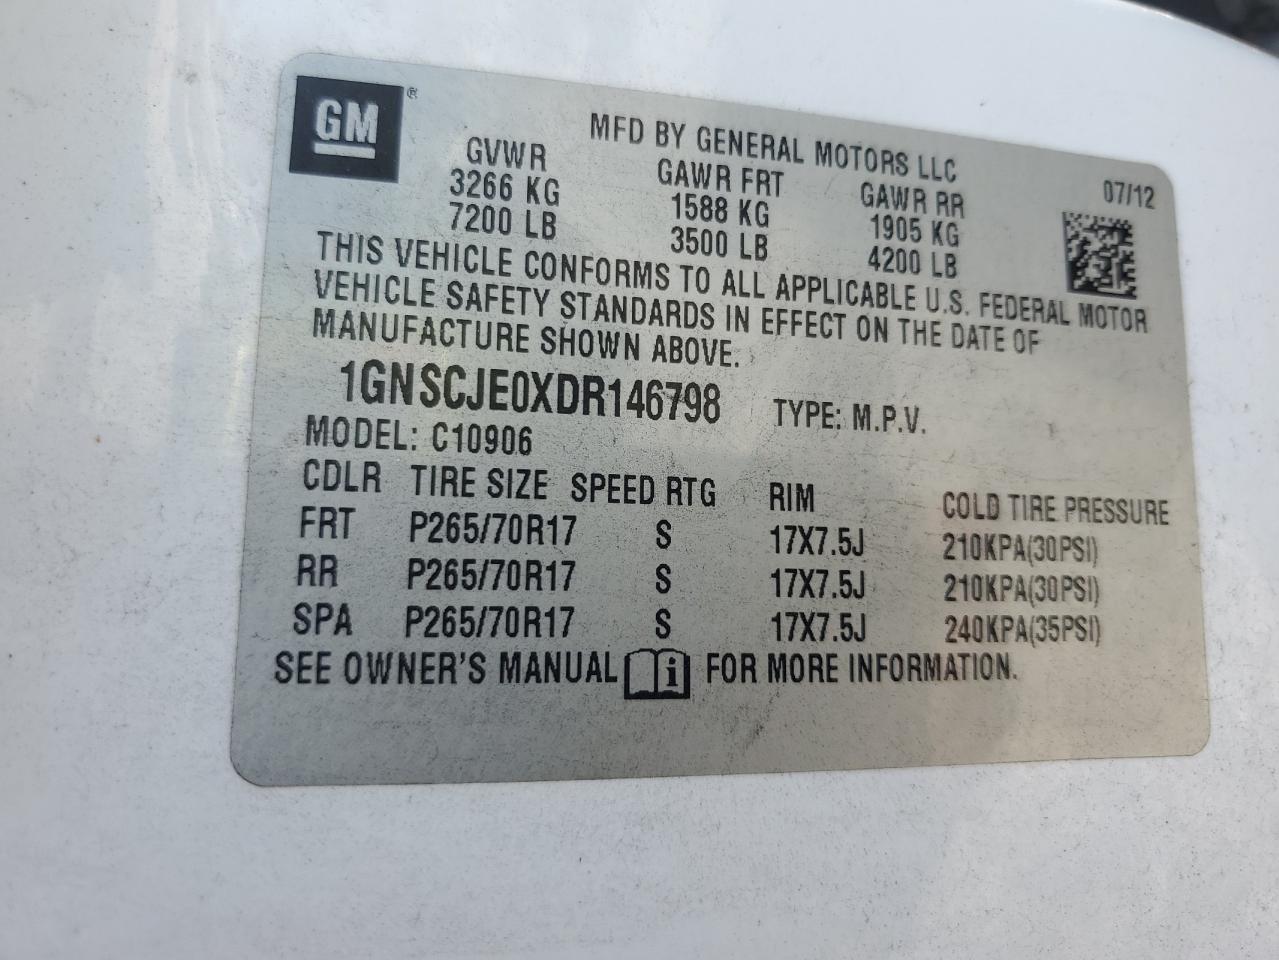 GM ®
MFD BY GENERAL MOTORS LLC
07/12
GVWR GAWR FRT GAWR RR
3266 KG 1588 KG 1905 KG
7200 LB 3500 LB 4200 LB
THIS VEHICLE CONFORMS TO ALL APPLICABLE U.S. FEDERAL MOTOR
VEHICLE SAFETY STANDARDS IN EFFECT ON THE DATE OF
MANUFACTURE SHOWN ABOVE.
1GNSCJE0XDR146798 TYPE: M.P.V.
MODEL: C10906
CDLR TIRE SIZE SPEED RTG RIM COLD TIRE PRESSURE
FRT P265/70R17 S 17X7.5J 210KPA(30PSI)
RR P265/70R17 S 17X7.5J 210KPA(30PSI)
SPA P265/70R17 S 17X7.5J 240KPA(35PSI)
SEE OWNER'S MANUAL i FOR MORE INFORMATION.